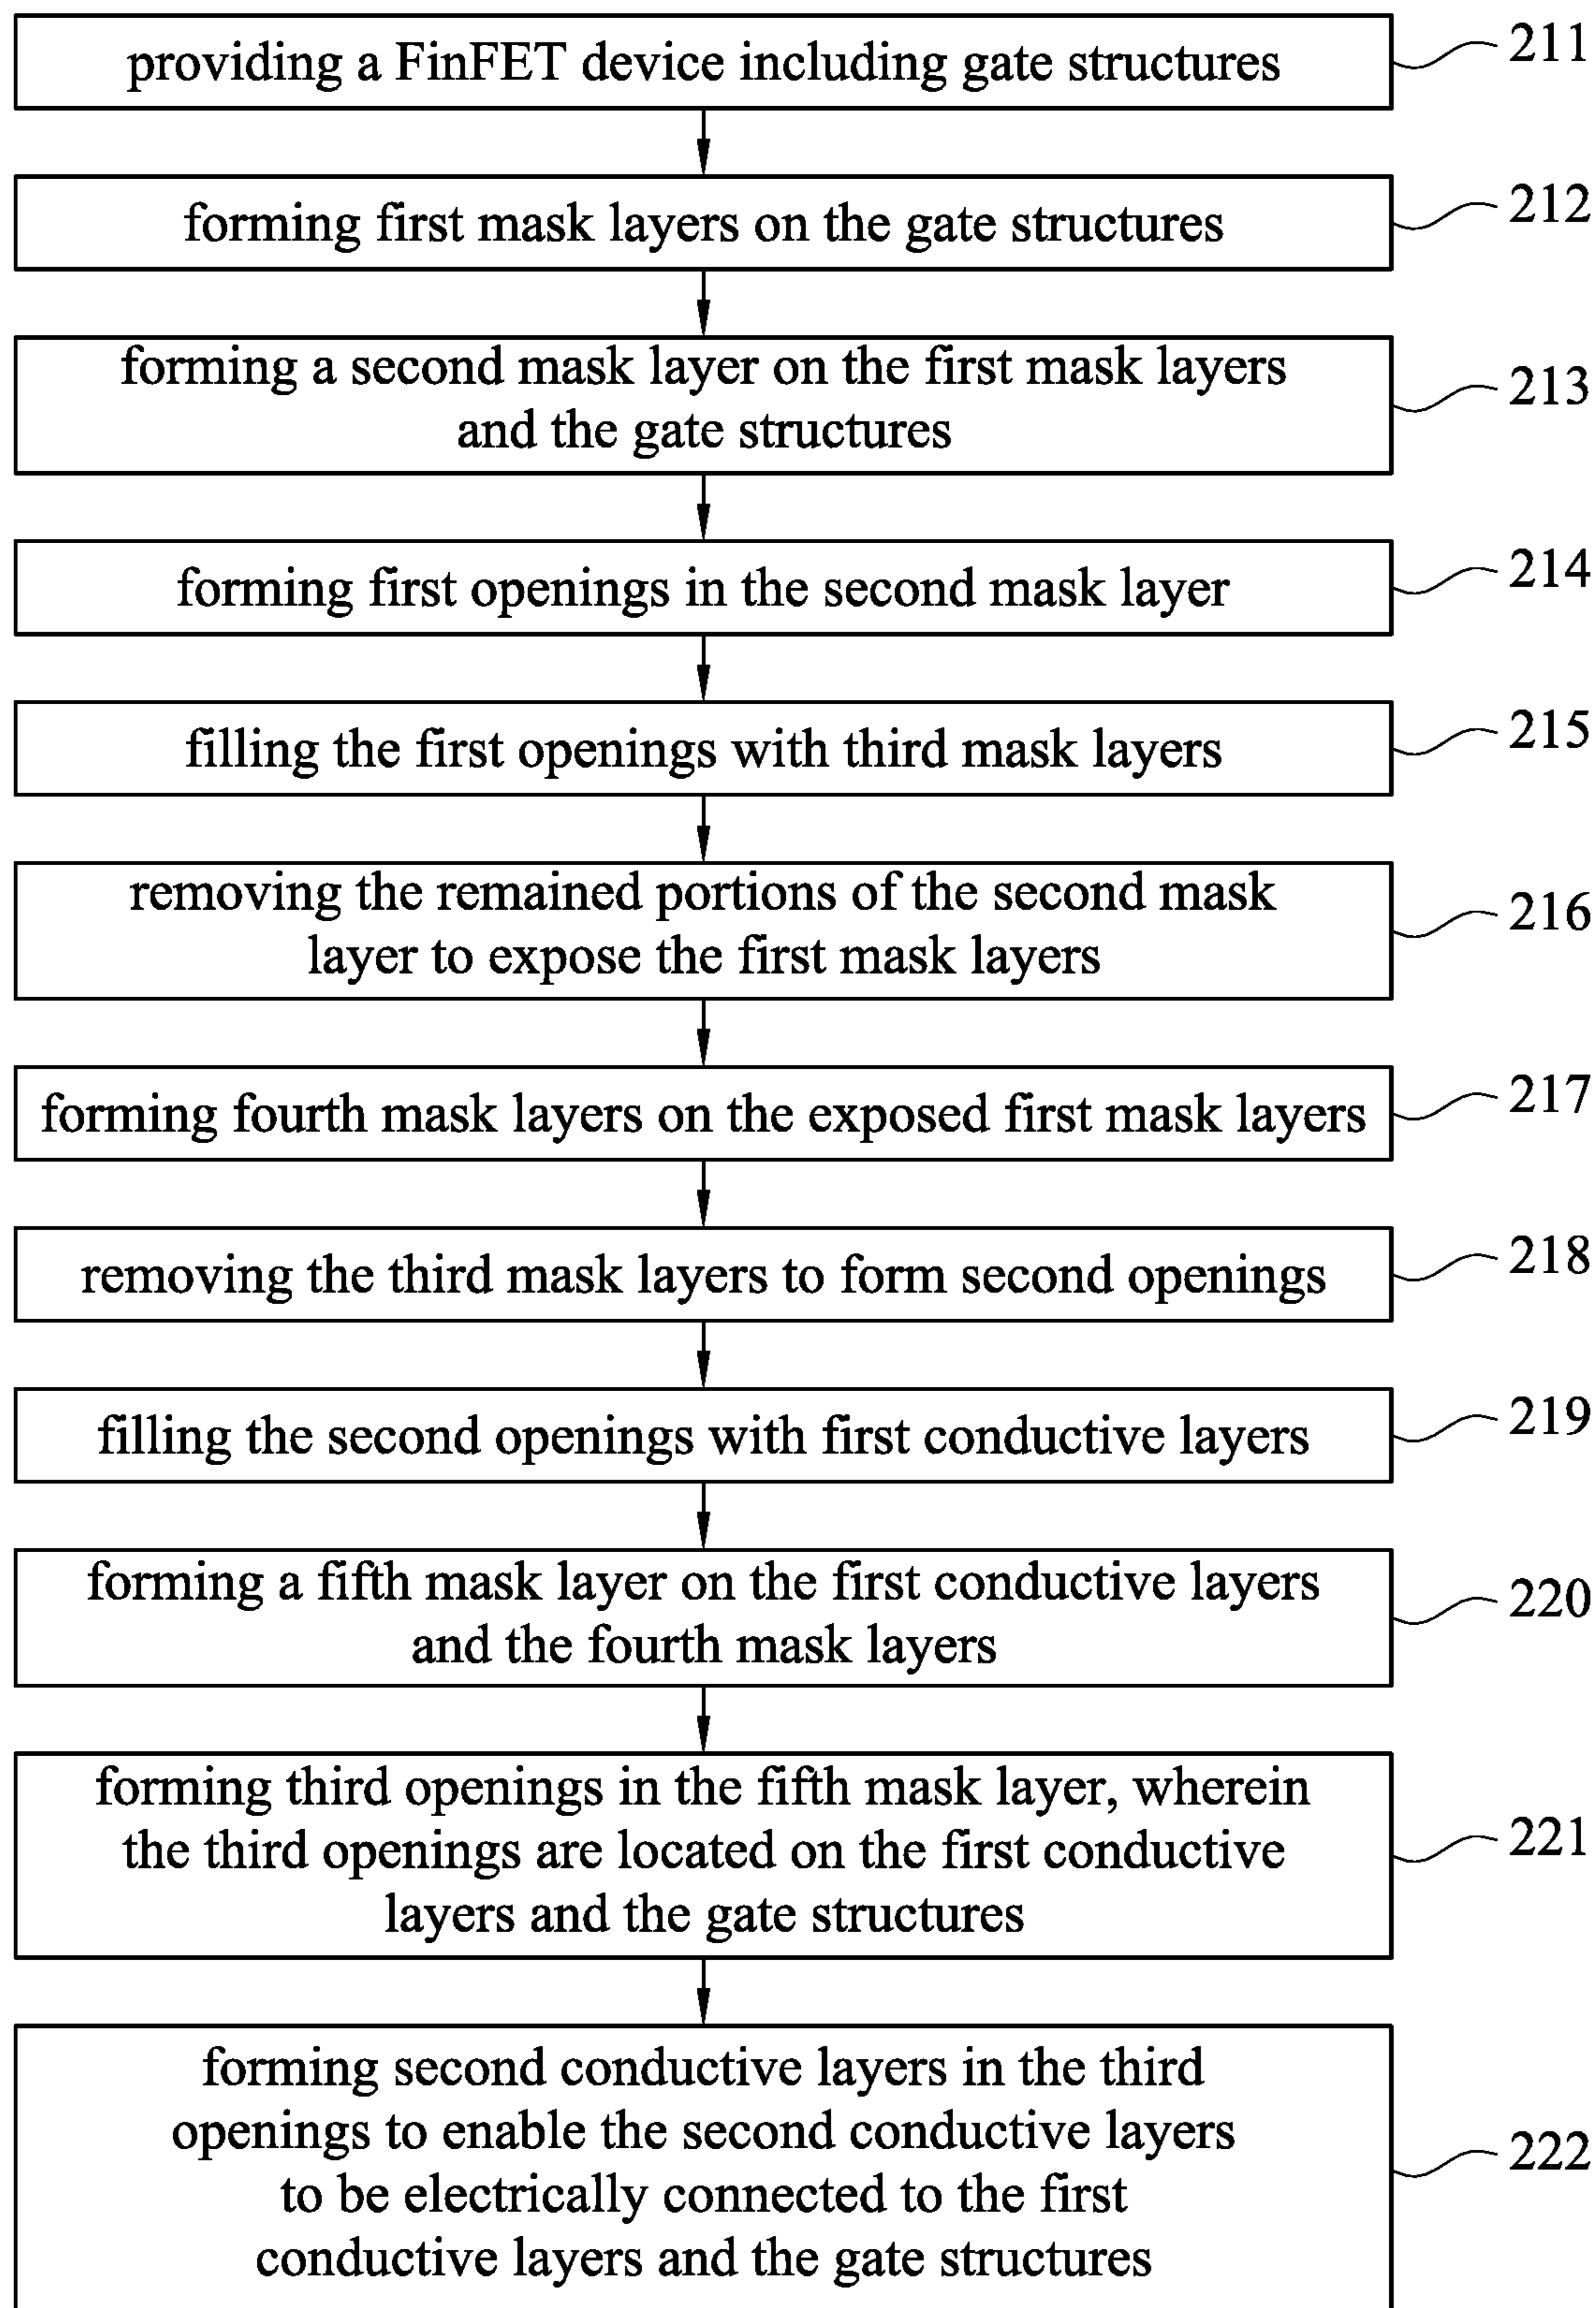 providing a FinFET device including gate structures
211
forming first mask layers on the gate structures
212
forming a second mask layer on the first mask layers
and the gate structures
213
forming first openings in the second mask layer
214
filling the first openings with third mask layers
215
removing the remained portions of the second mask
layer to expose the first mask layers
216
forming fourth mask layers on the exposed first mask layers
217
removing the third mask layers to form second openings
218
filling the second openings with first conductive layers
219
forming a fifth mask layer on the first conductive layers
and the fourth mask layers
220
forming third openings in the fifth mask layer, wherein
the third openings are located on the first conductive
layers and the gate structures
221
forming second conductive layers in the third
openings to enable the second conductive layers
to be electrically connected to the first
conductive layers and the gate structures
222